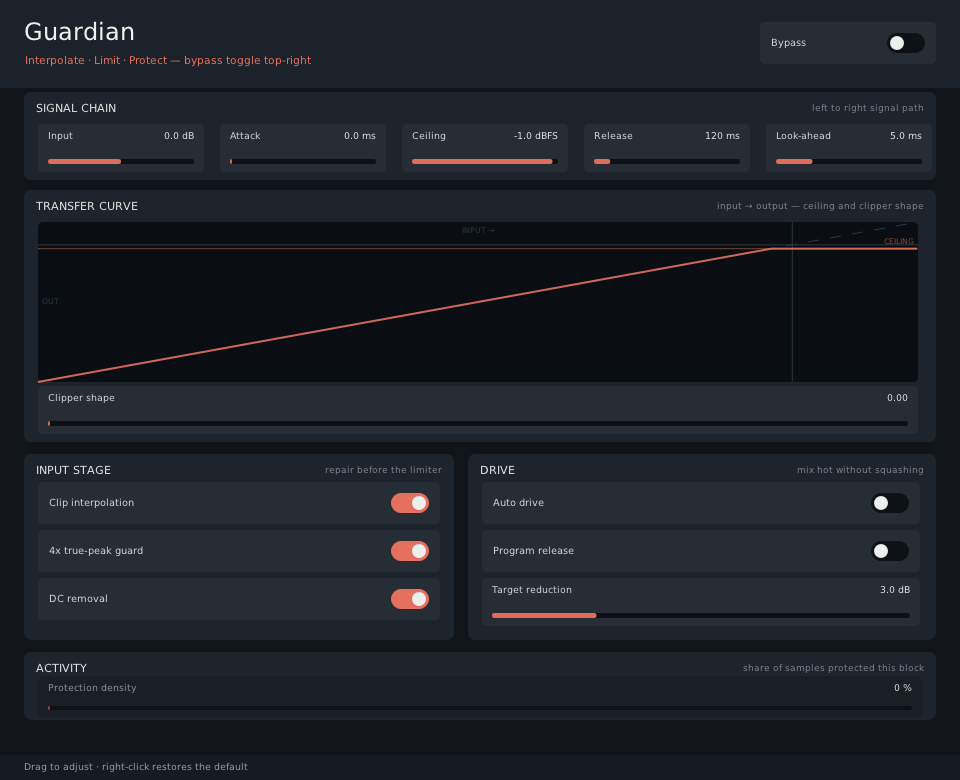 Guardian
Interpolate · Limit · Protect — bypass toggle top-right
Bypass
SIGNAL CHAIN
left to right signal path
Input
0.0 dB
Attack
0.0 ms
Ceiling
-1.0 dBFS
Release
120 ms
Look-ahead
5.0 ms
TRANSFER CURVE
input → output — ceiling and clipper shape
INPUT →
CEILING
OUT
Clipper shape
0.00
INPUT STAGE
repair before the limiter
Clip interpolation
4x true-peak guard
DC removal
DRIVE
mix hot without squashing
Auto drive
Program release
Target reduction
3.0 dB
ACTIVITY
share of samples protected this block
Protection density
0 %
Drag to adjust · right-click restores the default